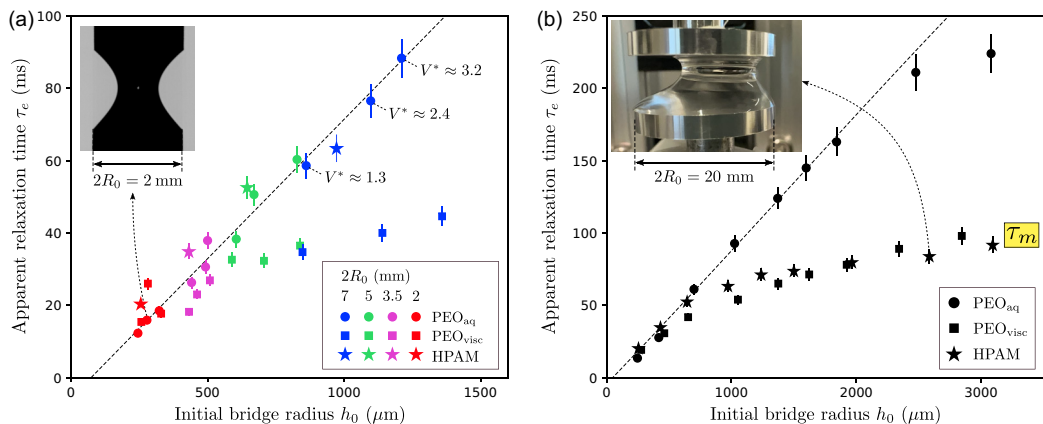 (a)
100
80
60
40
20
0
Apparent relaxation time τₑ (ms)
2R₀ = 2 mm
V* ≈ 3.2
V* ≈ 2.4
V* ≈ 1.3
2R₀ (mm)
7 5 3.5 2
PEOaq
PEOvisc
HPAM
0 500 1000 1500
Initial bridge radius h₀ (μm)
(b)
250
200
150
100
50
0
Apparent relaxation time τₑ (ms)
2R₀ = 20 mm
τₘ
PEOaq
PEOvisc
HPAM
0 1000 2000 3000
Initial bridge radius h₀ (μm)